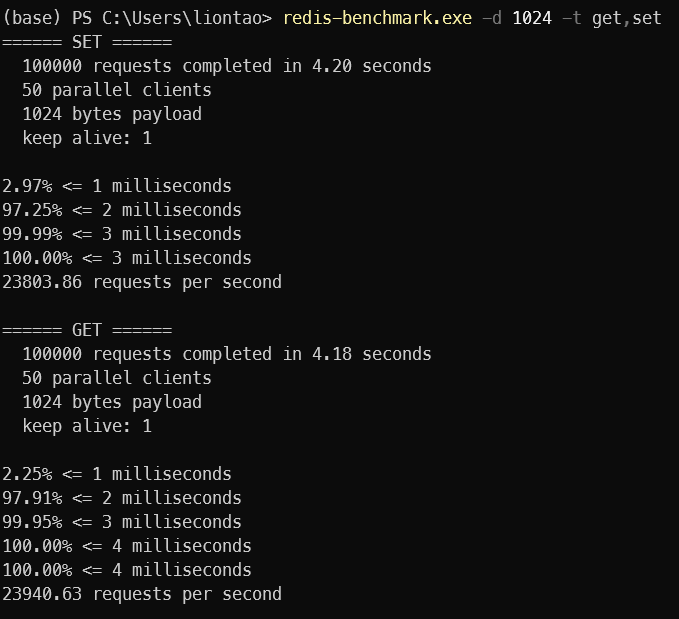 (base) PS C:\Users\liontao> redis-benchmark.exe -d 1024 -t get,set
====== SET ======
  100000 requests completed in 4.20 seconds
  50 parallel clients
  1024 bytes payload
  keep alive: 1

2.97% <= 1 milliseconds
97.25% <= 2 milliseconds
99.99% <= 3 milliseconds
100.00% <= 3 milliseconds
23803.86 requests per second

====== GET ======
  100000 requests completed in 4.18 seconds
  50 parallel clients
  1024 bytes payload
  keep alive: 1

2.25% <= 1 milliseconds
97.91% <= 2 milliseconds
99.95% <= 3 milliseconds
100.00% <= 4 milliseconds
100.00% <= 4 milliseconds
23940.63 requests per second